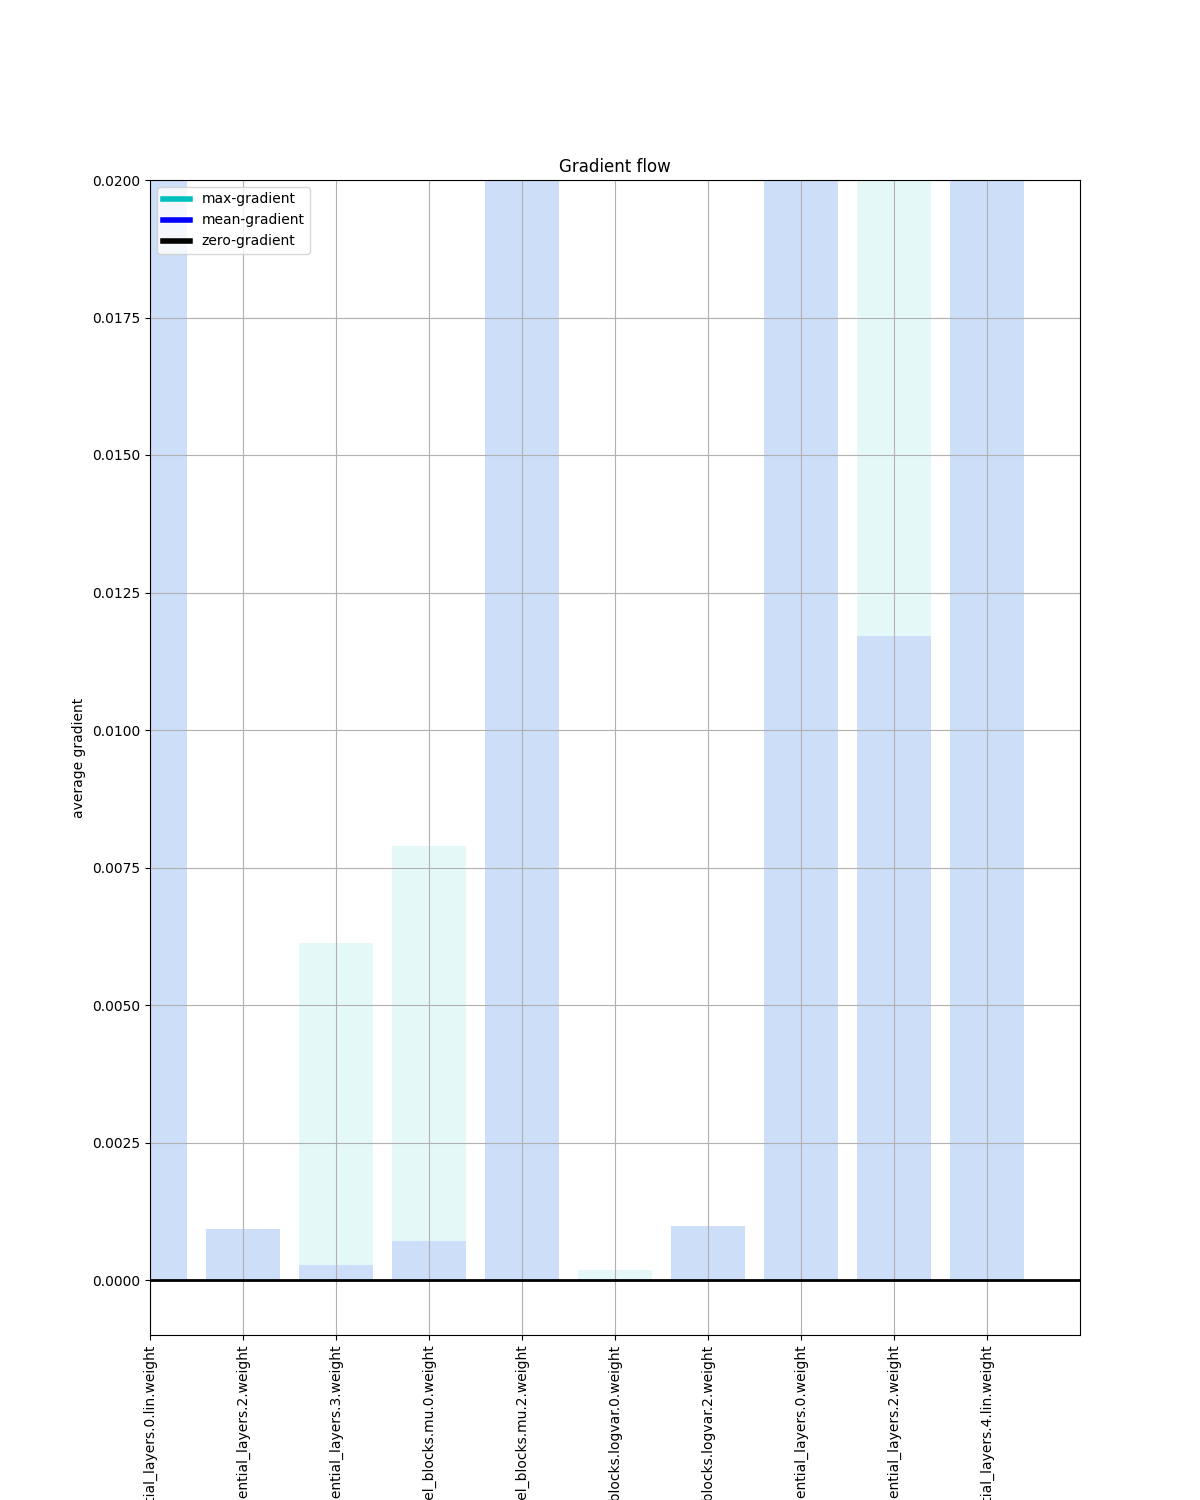 Gradient flow
max-gradient
mean-gradient
zero-gradient
0.0200
0.0175
0.0150
0.0125
0.0100
0.0075
0.0050
0.0025
0.0000
average gradient
tial_layers.0.lin.weight
ential_layers.2.weight
ential_layers.3.weight
el_blocks.mu.0.weight
el_blocks.mu.2.weight
blocks.logvar.0.weight
blocks.logvar.2.weight
ential_layers.0.weight
ential_layers.2.weight
tial_layers.4.lin.weight